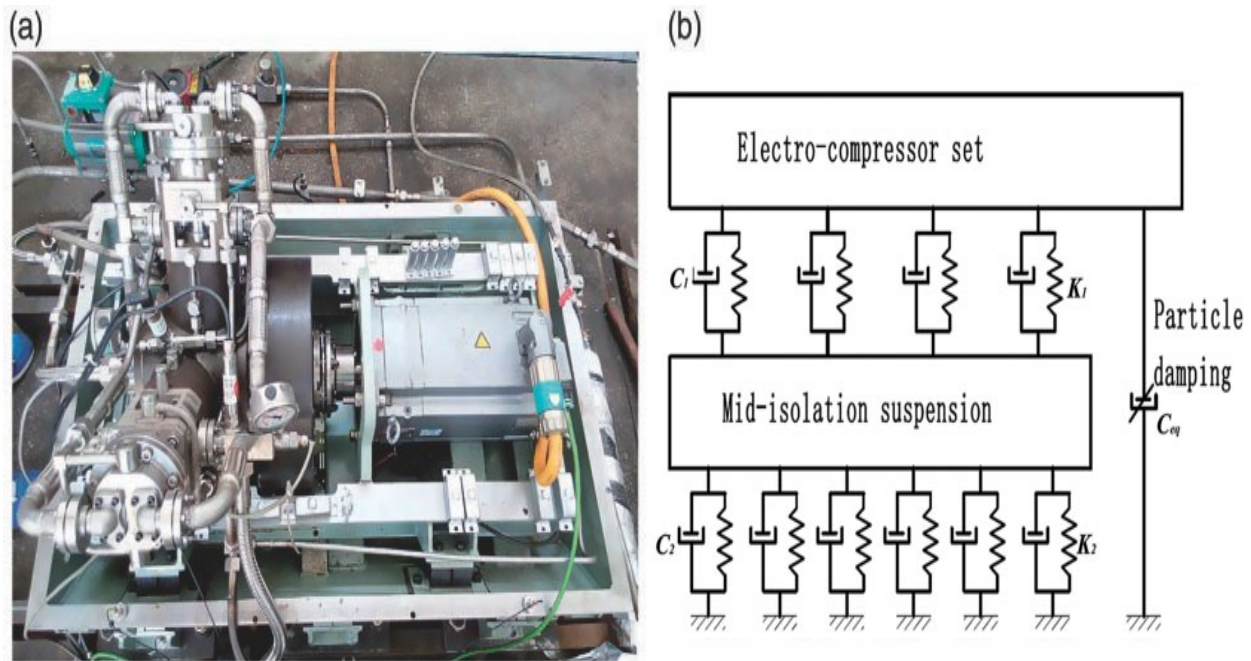 (a)
(b)
Electro-compressor set
C1
K1
Particle
damping
Mid-isolation suspension
Ceq
C2
K2